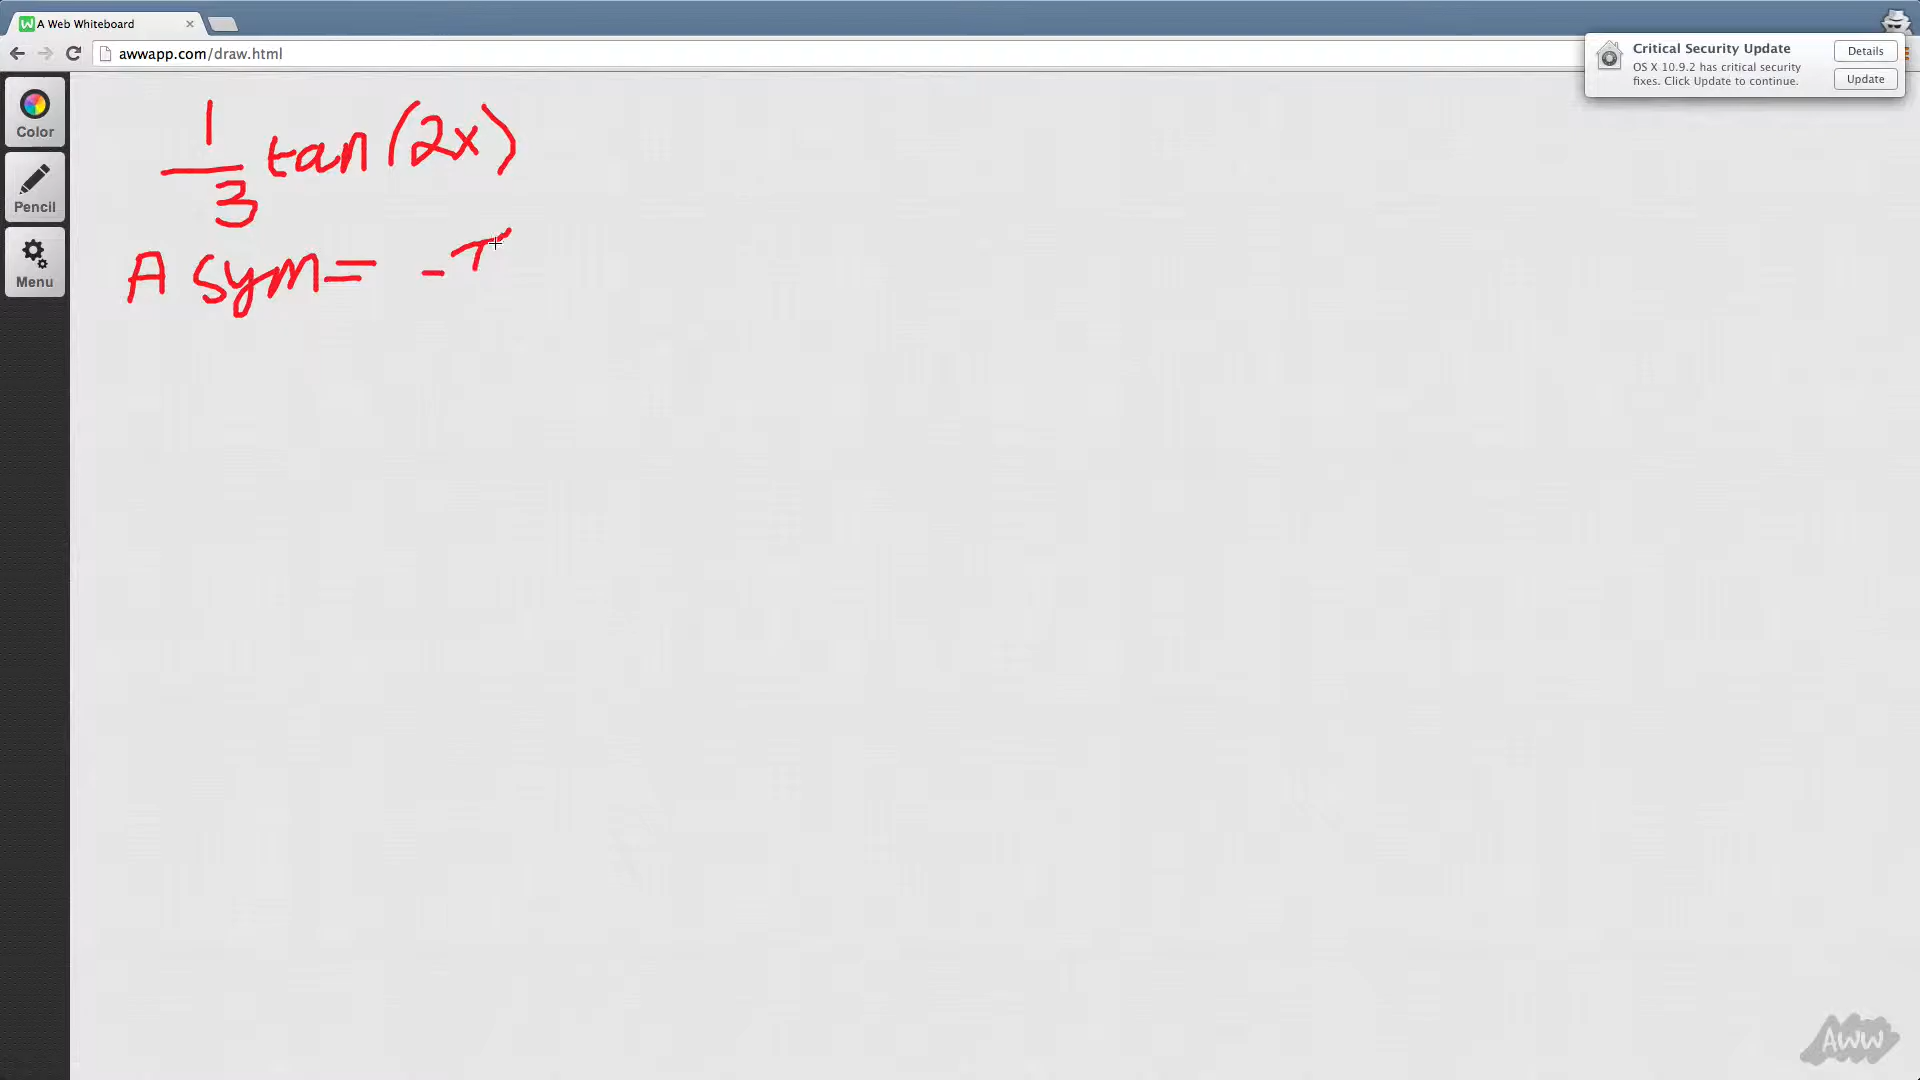 A Web Whiteboard
awwapp.com/draw.html
Critical Security Update
OS X 10.9.2 has critical security
fixes. Click Update to continue.
Details
Update
Color
Pencil
Menu
1/3 tan(2x)
Asym= -π
AWW